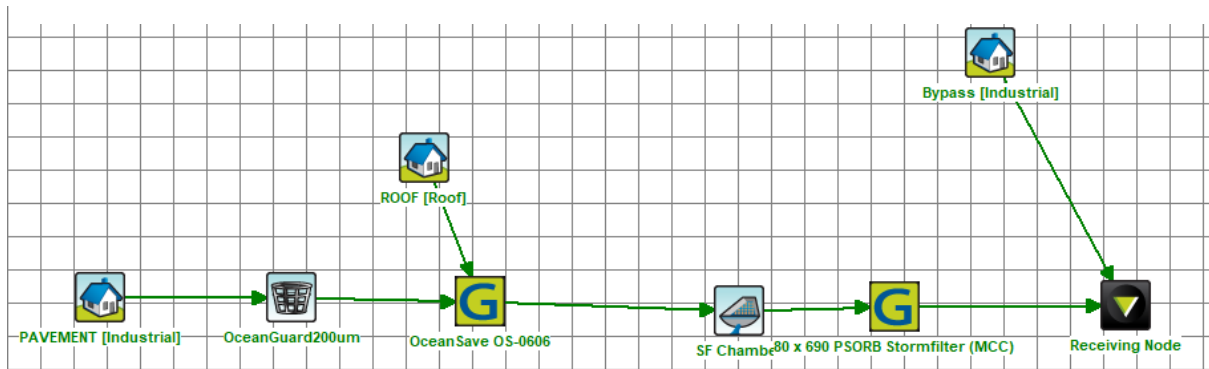 Bypass [Industrial]
ROOF [Roof]
G
G
PAVEMENT [Industrial]
OceanGuard200um
OceanSave OS-0606
SF Chambe
80 x 690 PSORB Stormfilter (MCC)
Receiving Node